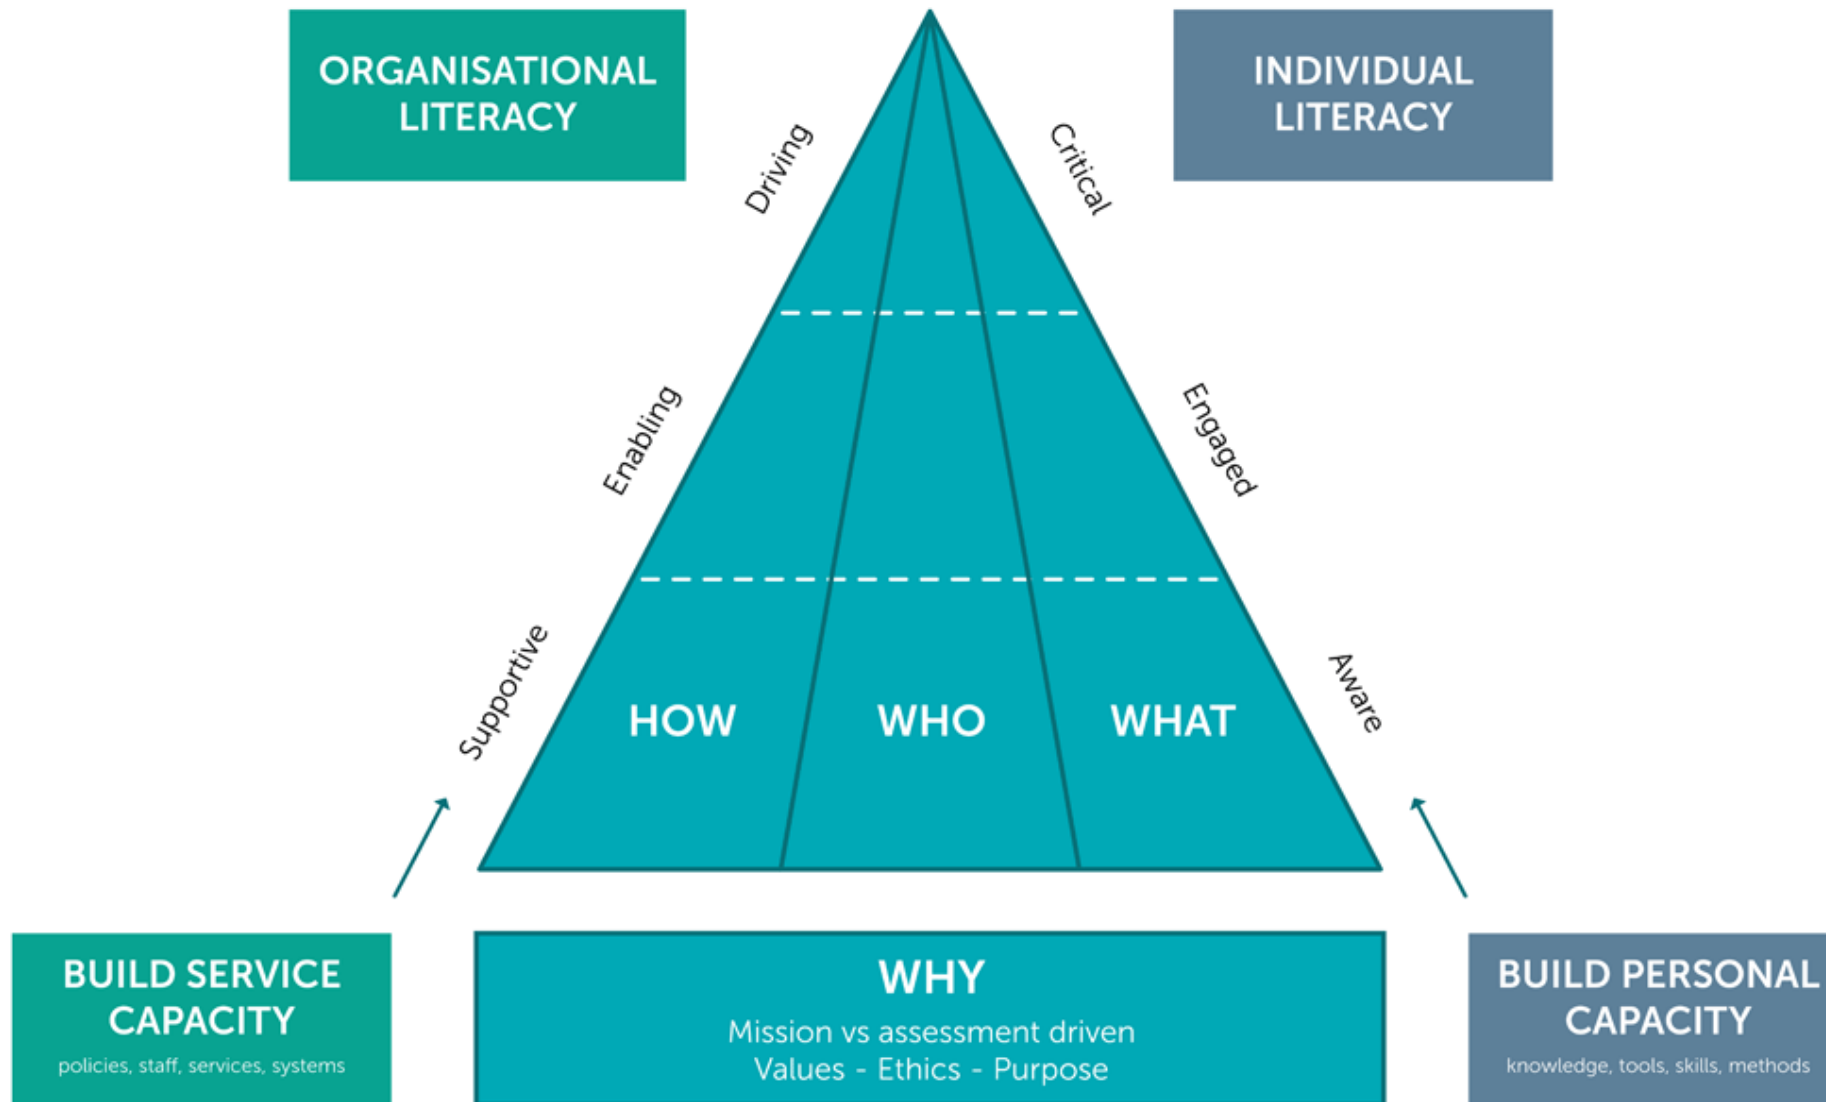 ORGANISATIONAL
LITERACY
INDIVIDUAL
LITERACY
Driving
Critical
Enabling
Engaged
Supportive
Aware
HOW
WHO
WHAT
BUILD SERVICE
CAPACITY
policies, staff, services, systems
WHY
Mission vs assessment driven
Values - Ethics - Purpose
BUILD PERSONAL
CAPACITY
knowledge, tools, skills, methods